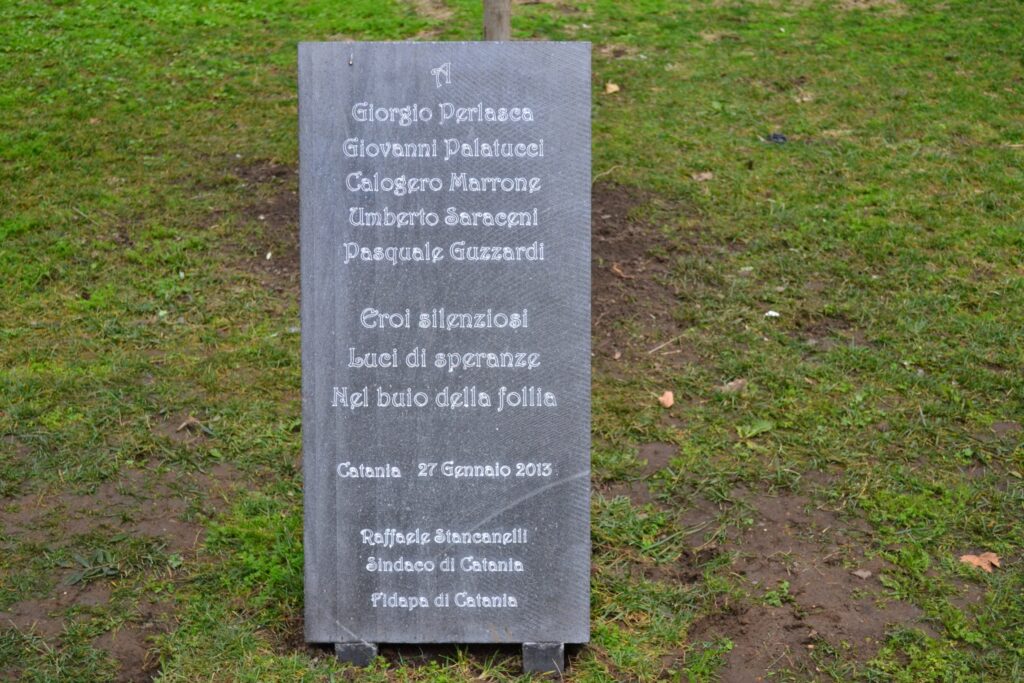 A
Giorgio Perlasca
Giovanni Palatucci
Calogero Marrone
Umberto Saraceni
Pasquale Guzzardi
Eroi silenziosi
Luci di speranze
Nel buio della follia
Catania 27 Gennaio 2013
Raffaele Stancanelli
Sindaco di Catania
Fidapa di Catania